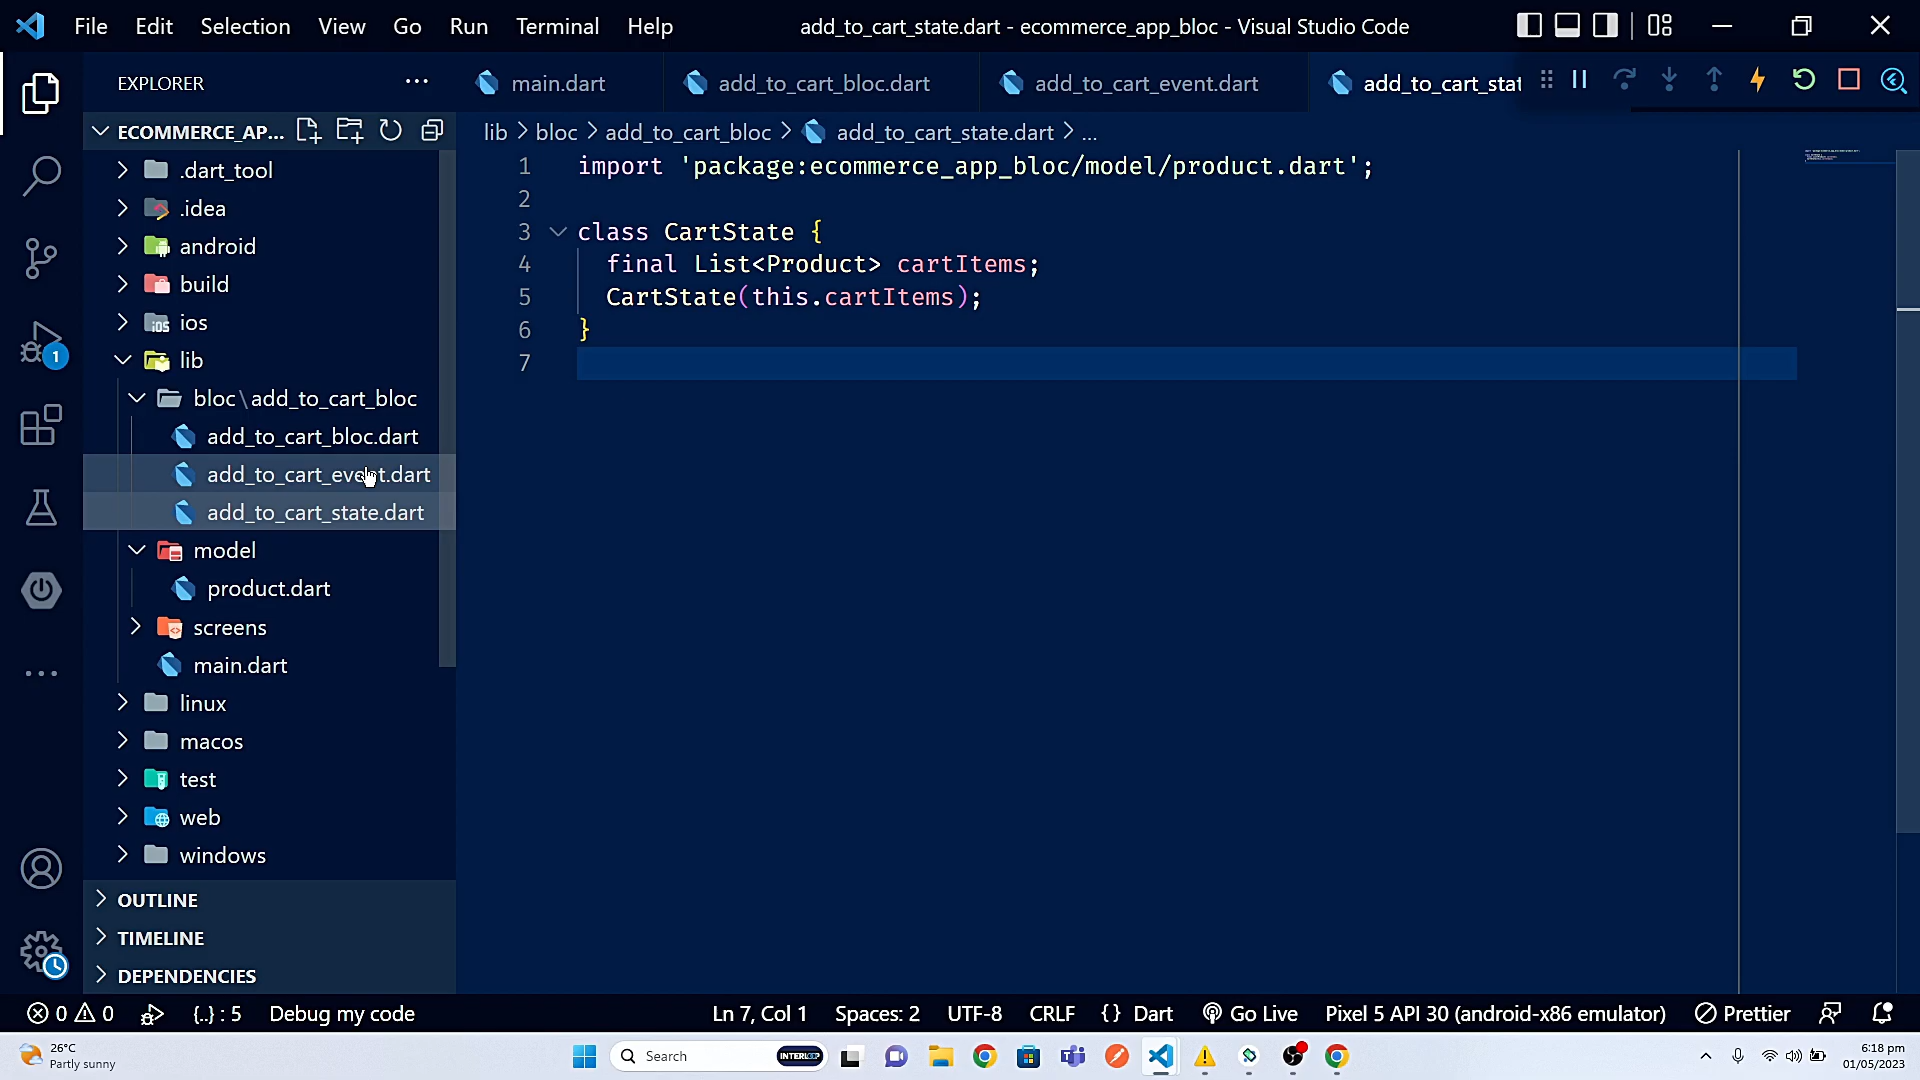 File Edit Selection View Go Run Terminal Help
add_to_cart_state.dart - ecommerce_app_bloc - Visual Studio Code
EXPLORER
main.dart
add_to_cart_bloc.dart
add_to_cart_event.dart
add_to_cart_stat
ECOMMERCE_AP...
lib > bloc > add_to_cart_bloc > add_to_cart_state.dart > ...
.dart_tool
.idea
android
build
ios
lib
bloc\add_to_cart_bloc
add_to_cart_bloc.dart
add_to_cart_event.dart
add_to_cart_state.dart
model
product.dart
screens
main.dart
linux
macos
test
web
windows
OUTLINE
TIMELINE
DEPENDENCIES
1
1 import 'package:ecommerce_app_bloc/model/product.dart';
2
3 class CartState {
4 final List<Product> cartItems;
5 CartState(this.cartItems);
6 }
7
0 0 {..} : 5 Debug my code
Ln 7, Col 1 Spaces: 2 UTF-8 CRLF {} Dart Go Live Pixel 5 API 30 (android-x86 emulator) Prettier
26°C
Partly sunny
Search
INTERLOOP
6:18 pm
01/05/2023